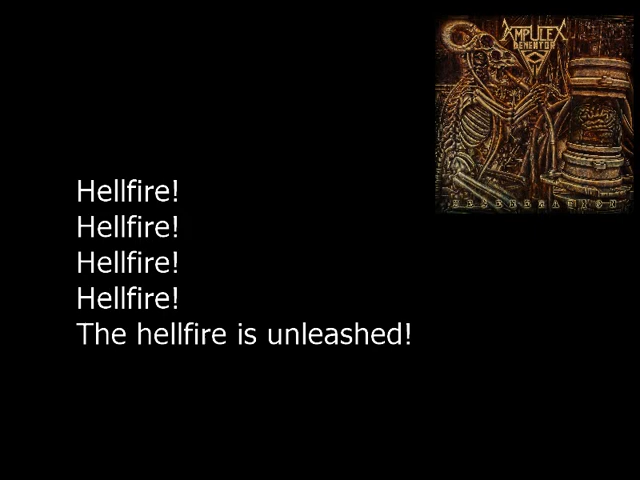 AMPULEX
DEMENTOR
Hellfire!
Hellfire!
Hellfire!
Hellfire!
The hellfire is unleashed!